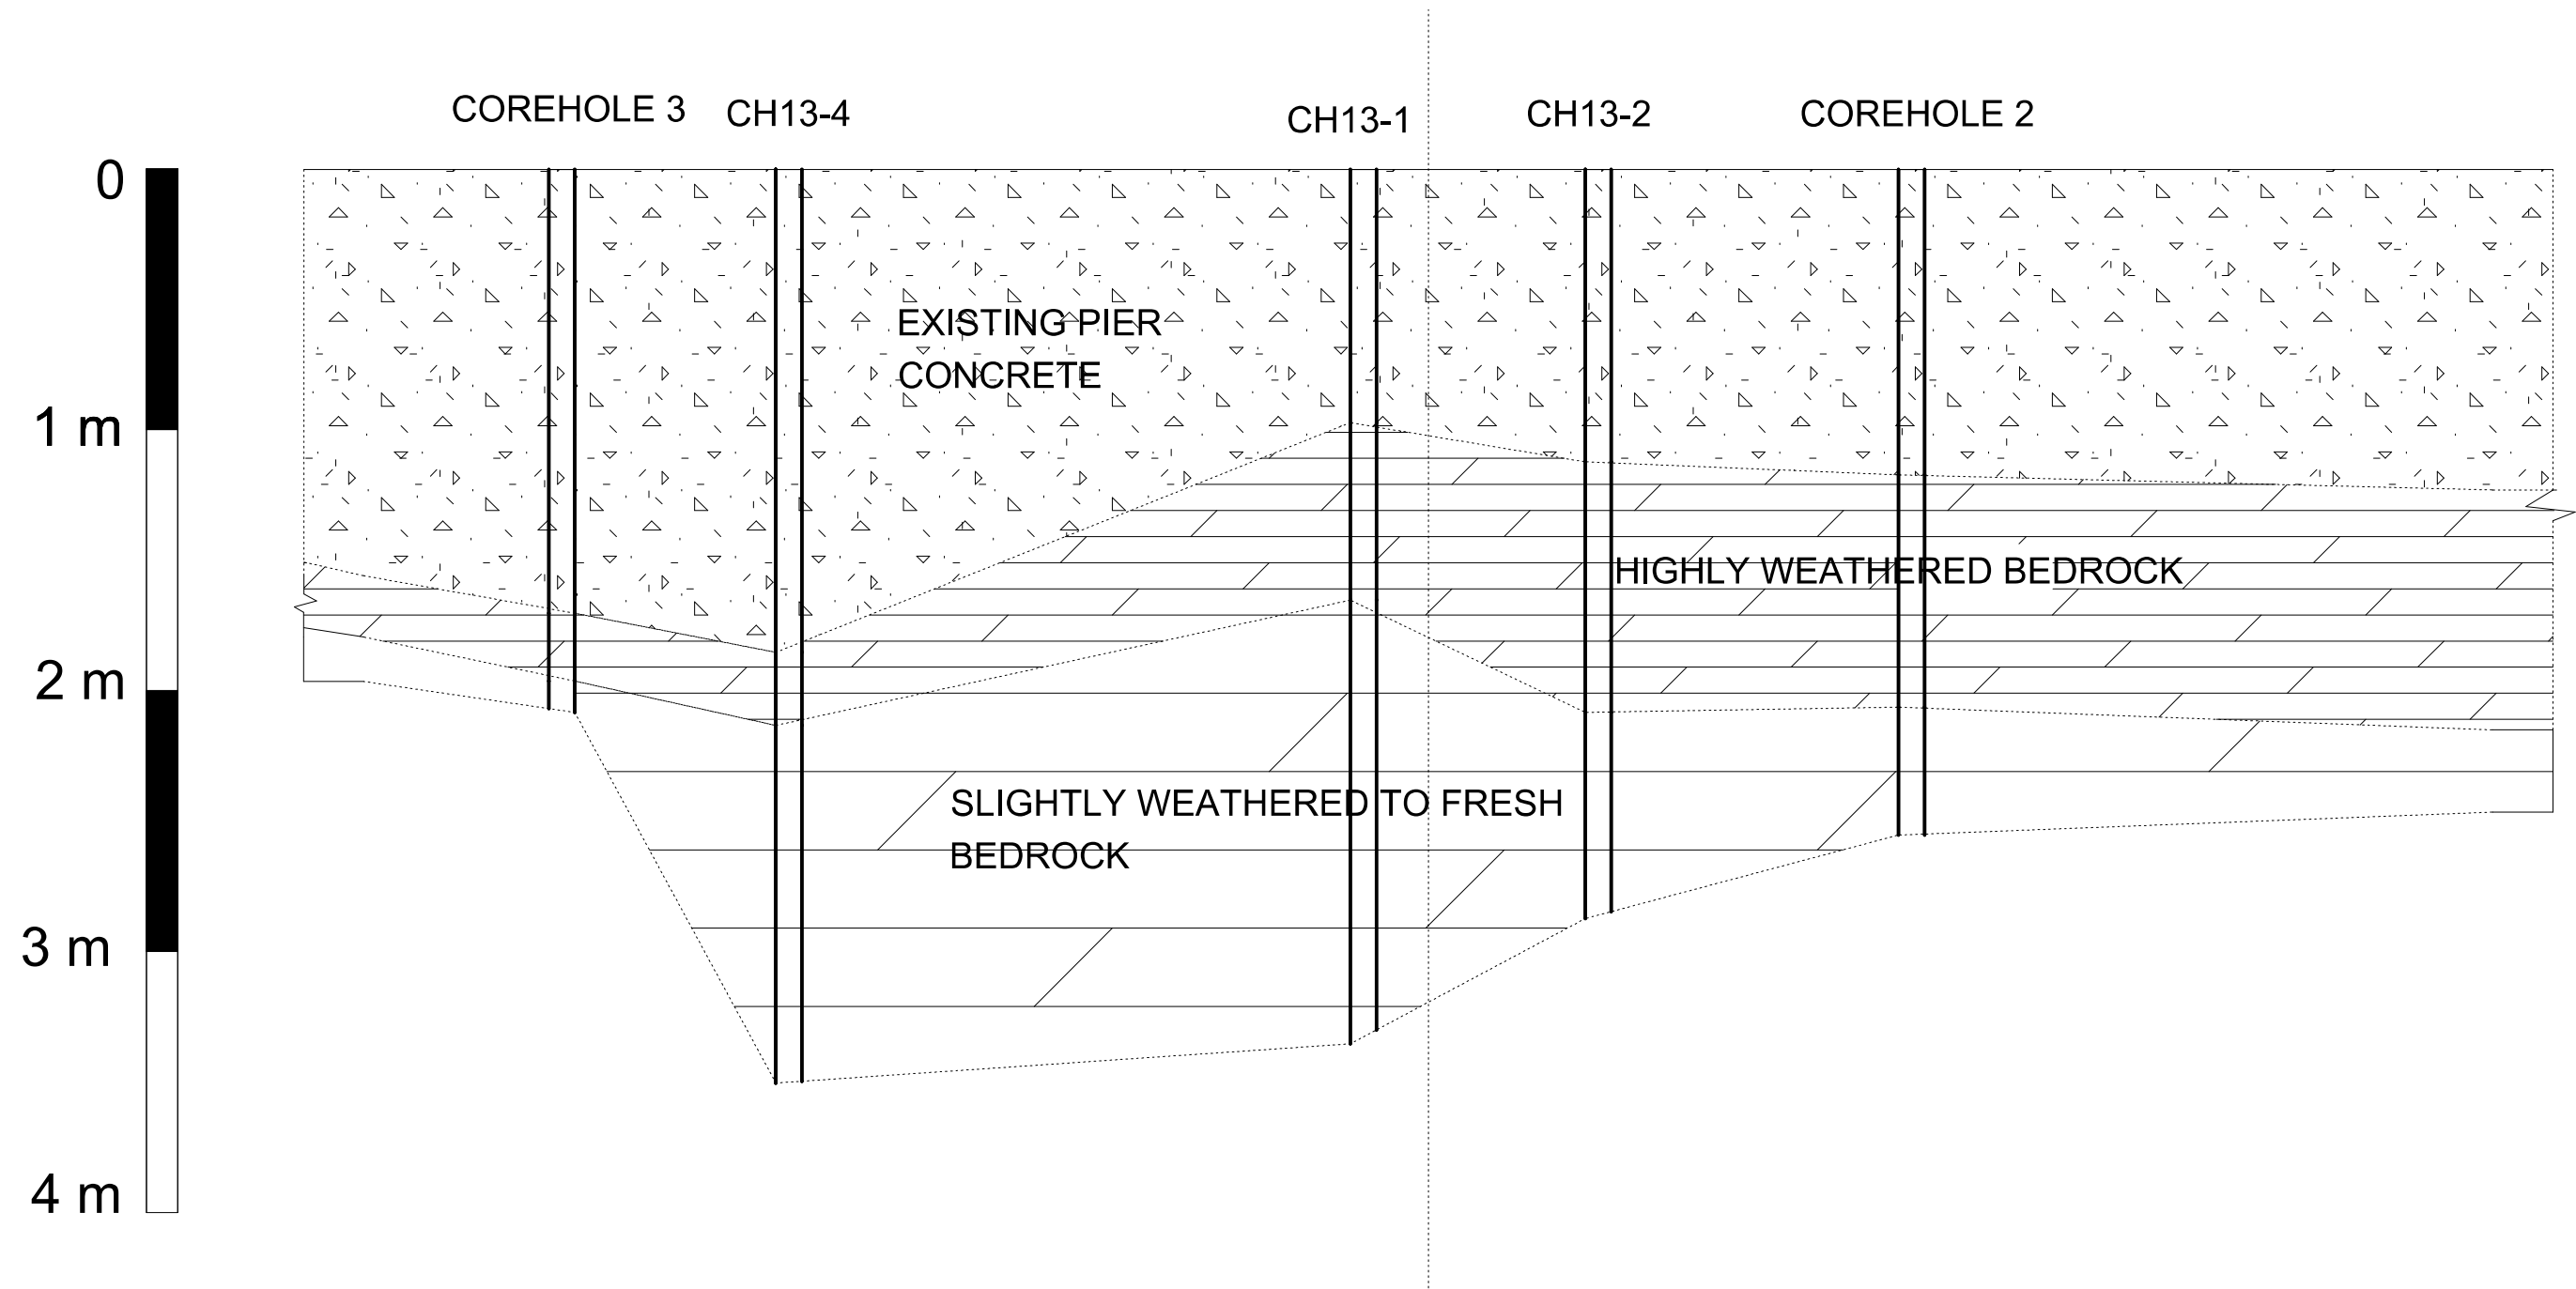 COREHOLE 3
CH13-4
CH13-1
CH13-2
COREHOLE 2
0
1 m
2 m
3 m
4 m
EXISTING PIER
CONCRETE
HIGHLY WEATHERED BEDROCK
SLIGHTLY WEATHERED TO FRESH
BEDROCK